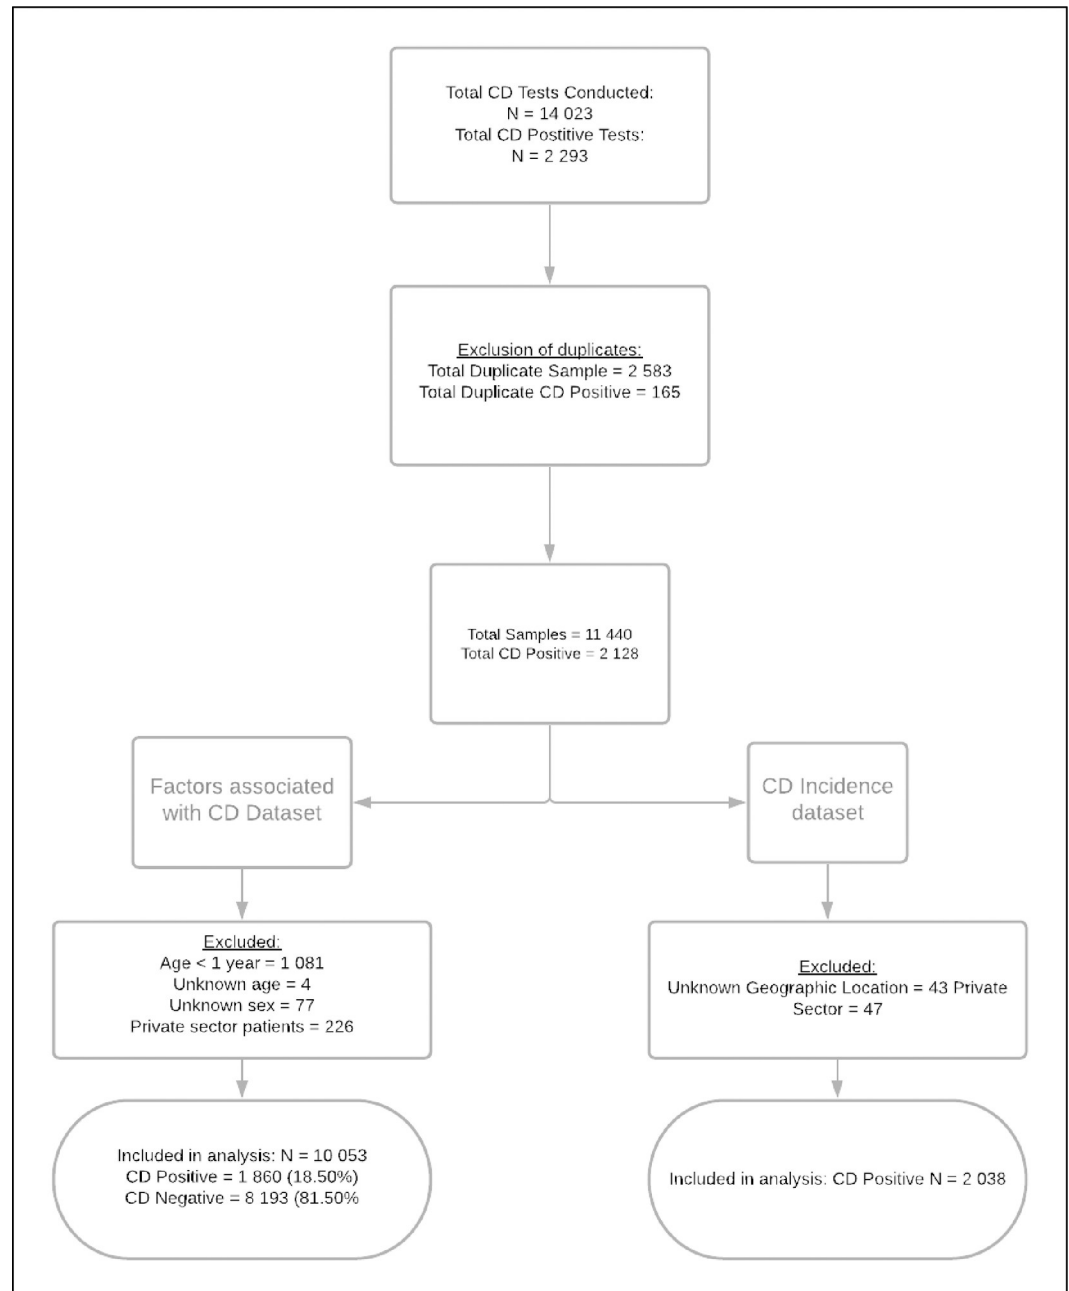 Total CD Tests Conducted:
N = 14 023
Total CD Postitive Tests:
N = 2 293
Exclusion of duplicates:
Total Duplicate Sample = 2 583
Total Duplicate CD Positive = 165
Total Samples = 11 440
Total CD Positive = 2 128
Factors associated
with CD Dataset
CD Incidence
dataset
Excluded:
Age < 1 year = 1 081
Unknown age = 4
Unknown sex = 77
Private sector patients = 226
Excluded:
Unknown Geographic Location = 43 Private
Sector = 47
Included in analysis: N = 10 053
CD Positive = 1 860 (18.50%)
CD Negative = 8 193 (81.50%
Included in analysis: CD Positive N = 2 038